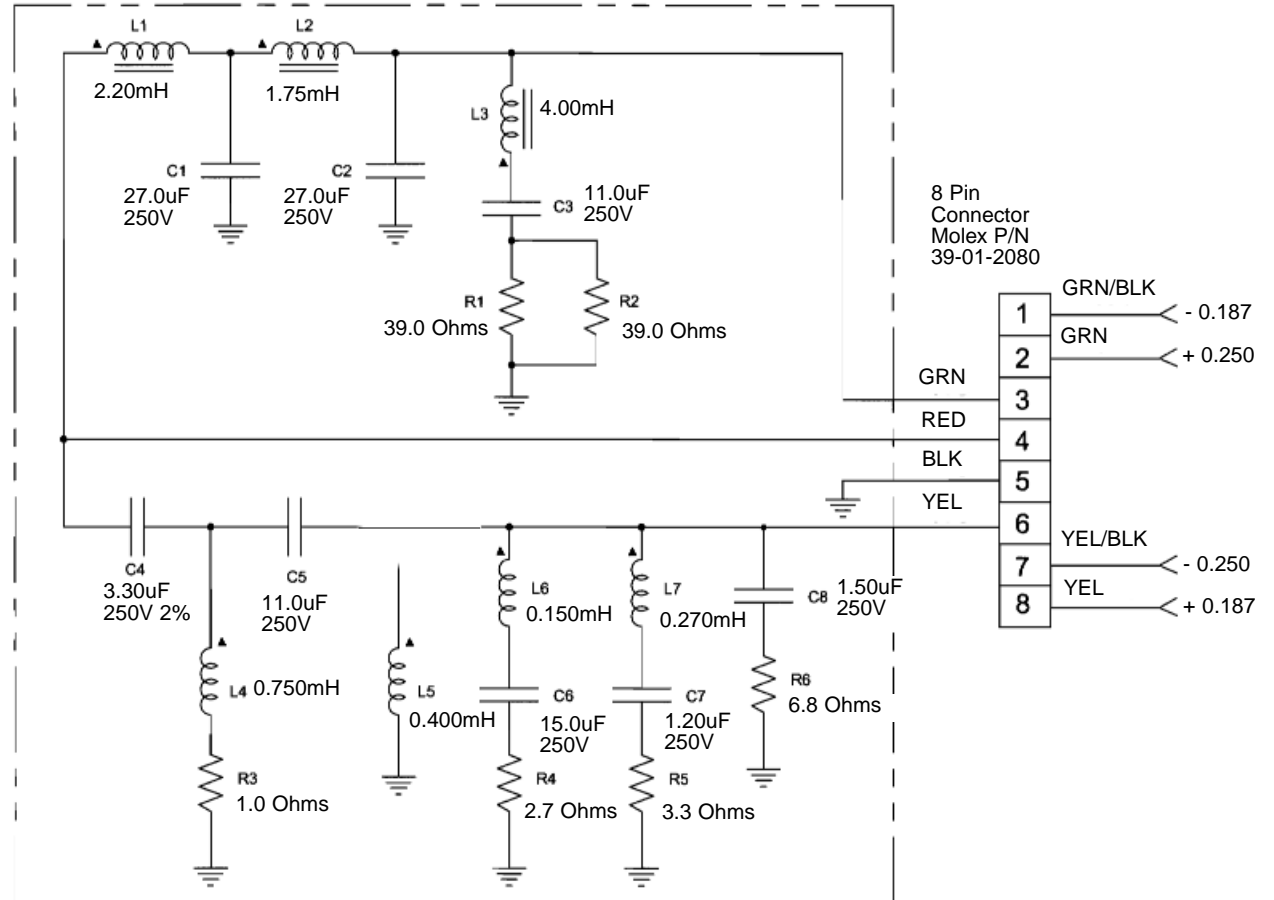 L1
L2
2.20mH
1.75mH
L3
4.00mH
C1
27.0uF
250V
C2
27.0uF
250V
C3
11.0uF
250V
R1
39.0 Ohms
R2
39.0 Ohms
8 Pin
Connector
Molex P/N
39-01-2080
1
GRN/BLK
- 0.187
2
GRN
+ 0.250
GRN
3
RED
4
BLK
5
YEL
6
7
YEL/BLK
- 0.250
8
YEL
+ 0.187
C4
3.30uF
250V 2%
C5
11.0uF
250V
L4 0.750mH
R3
1.0 Ohms
L5
0.400mH
L6
0.150mH
L7
0.270mH
C8
1.50uF
250V
C6
15.0uF
250V
C7
1.20uF
250V
R6
6.8 Ohms
R4
2.7 Ohms
R5
3.3 Ohms